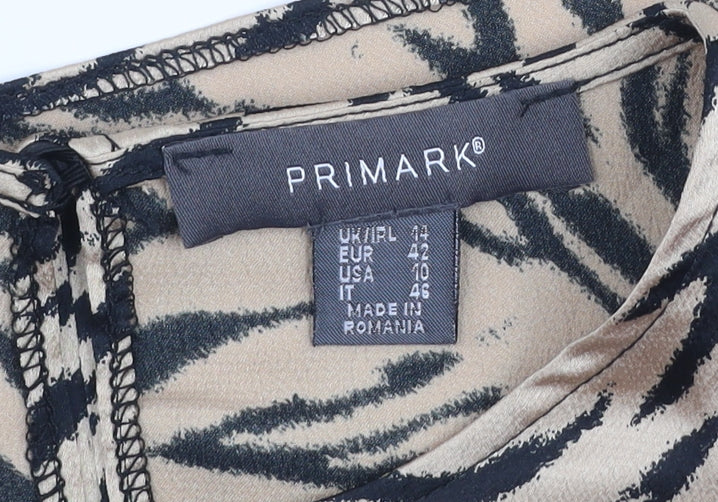 PRIMARK®
UK/IRL 14
EUR 42
USA 10
IT 46
MADE IN
ROMANIA